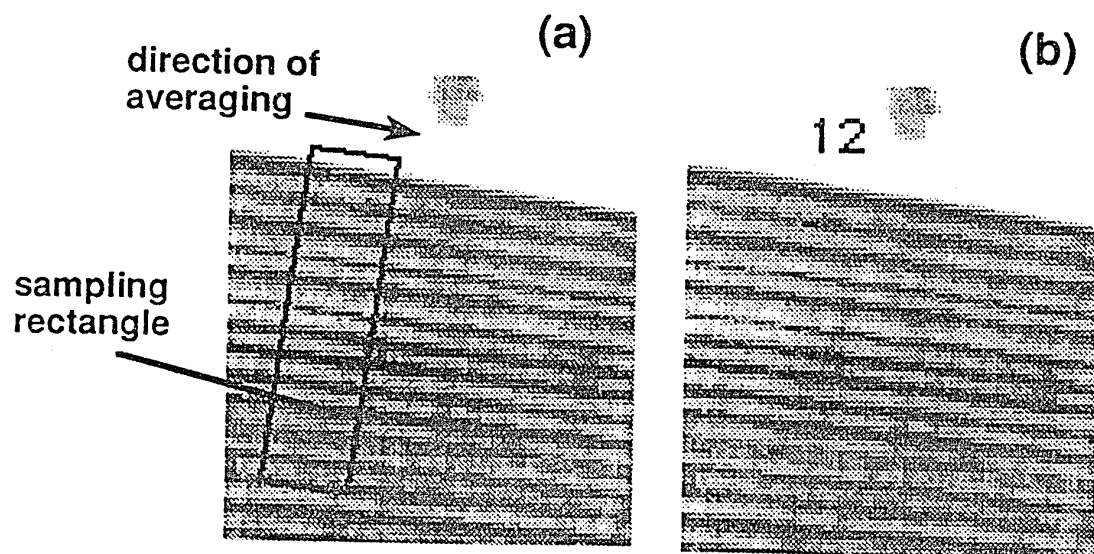 (a)
direction of
averaging
(b)
12
sampling
rectangle